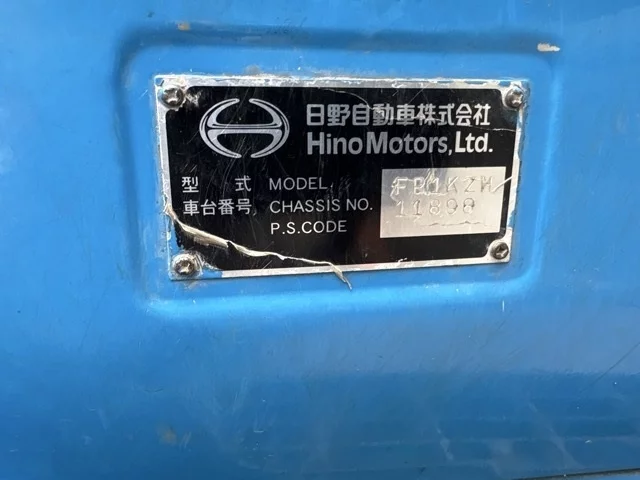 日野自動車株式会社
Hino Motors, Ltd.
型 式 MODEL
車台番号 CHASSIS NO. 11898
P.S.CODE